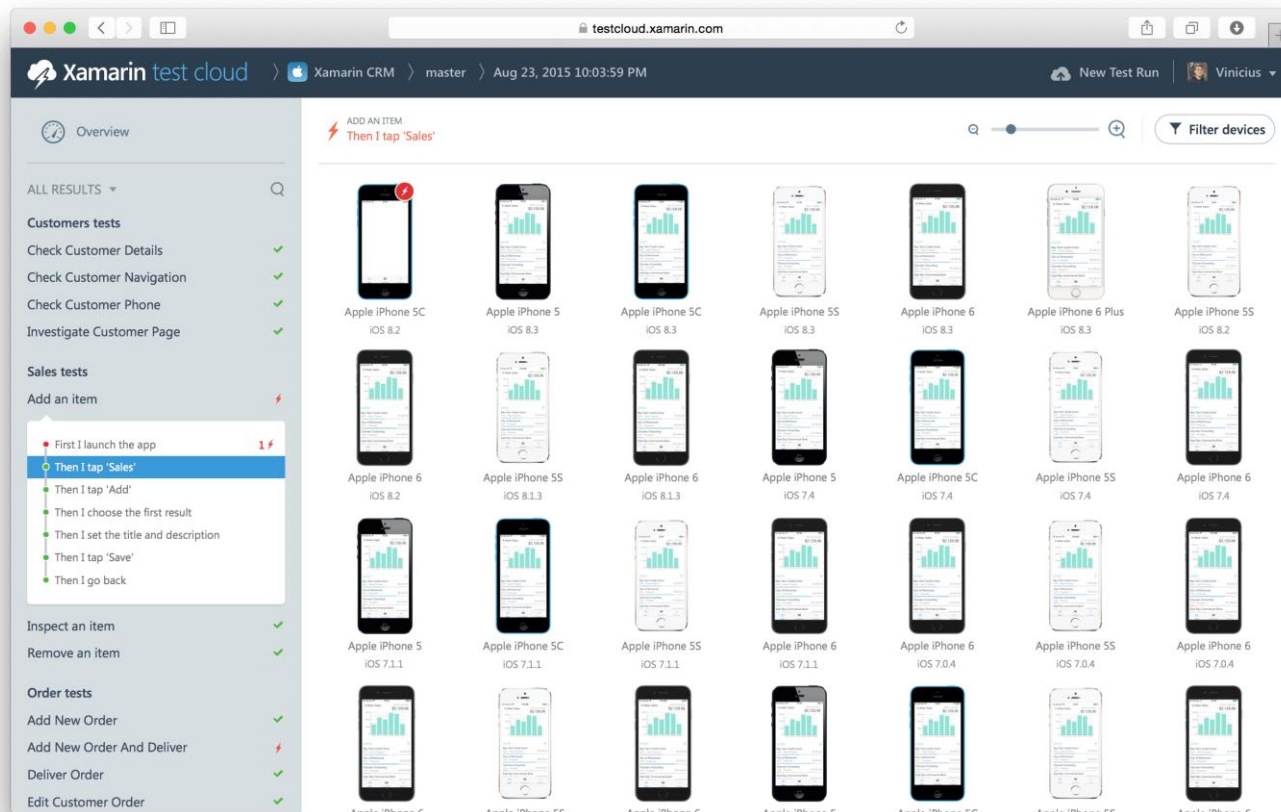 testcloud.xamarin.com
Xamarin test cloud
Xamarin CRM
master
Aug 23, 2015 10:03:59 PM
New Test Run
Vinicius
Overview
ALL RESULTS
Customers tests
Check Customer Details
Check Customer Navigation
Check Customer Phone
Investigate Customer Page
Sales tests
Add an item
First I launch the app 1
Then I tap 'Sales'
Then I tap 'Add'
Then I choose the first result
Then I set the title and description
Then I tap 'Save'
Then I go back
Inspect an item
Remove an item
Order tests
Add New Order
Add New Order And Deliver
Deliver Order
Edit Customer Order
ADD AN ITEM
Then I tap 'Sales'
Filter devices
Apple iPhone 5C Apple iPhone 5 Apple iPhone 5C Apple iPhone 5S Apple iPhone 6 Apple iPhone 6 Plus Apple iPhone 5S
iOS 8.2 iOS 8.3 iOS 8.3 iOS 8.3 iOS 8.3 iOS 8.3 iOS 8.2
Apple iPhone 6 Apple iPhone 5S Apple iPhone 6 Apple iPhone 5 Apple iPhone 5C Apple iPhone 5S Apple iPhone 6
iOS 8.2 iOS 8.1.3 iOS 8.1.3 iOS 7.4 iOS 7.4 iOS 7.4 iOS 7.4
Apple iPhone 5 Apple iPhone 5C Apple iPhone 5S Apple iPhone 6 Apple iPhone 6 Apple iPhone 5S Apple iPhone 6
iOS 7.1.1 iOS 7.1.1 iOS 7.1.1 iOS 7.1.1 iOS 7.0.4 iOS 7.0.4 iOS 7.0.4